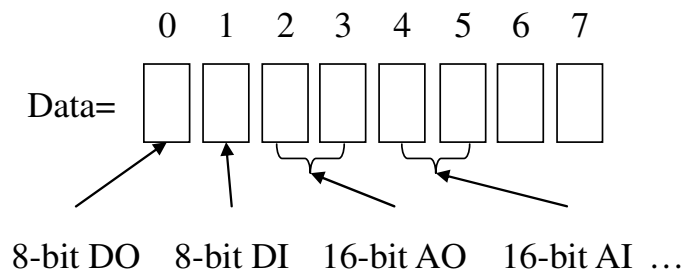 0 1 2 3 4 5 6 7
Data=
8-bit DO 8-bit DI 16-bit AO 16-bit AI …